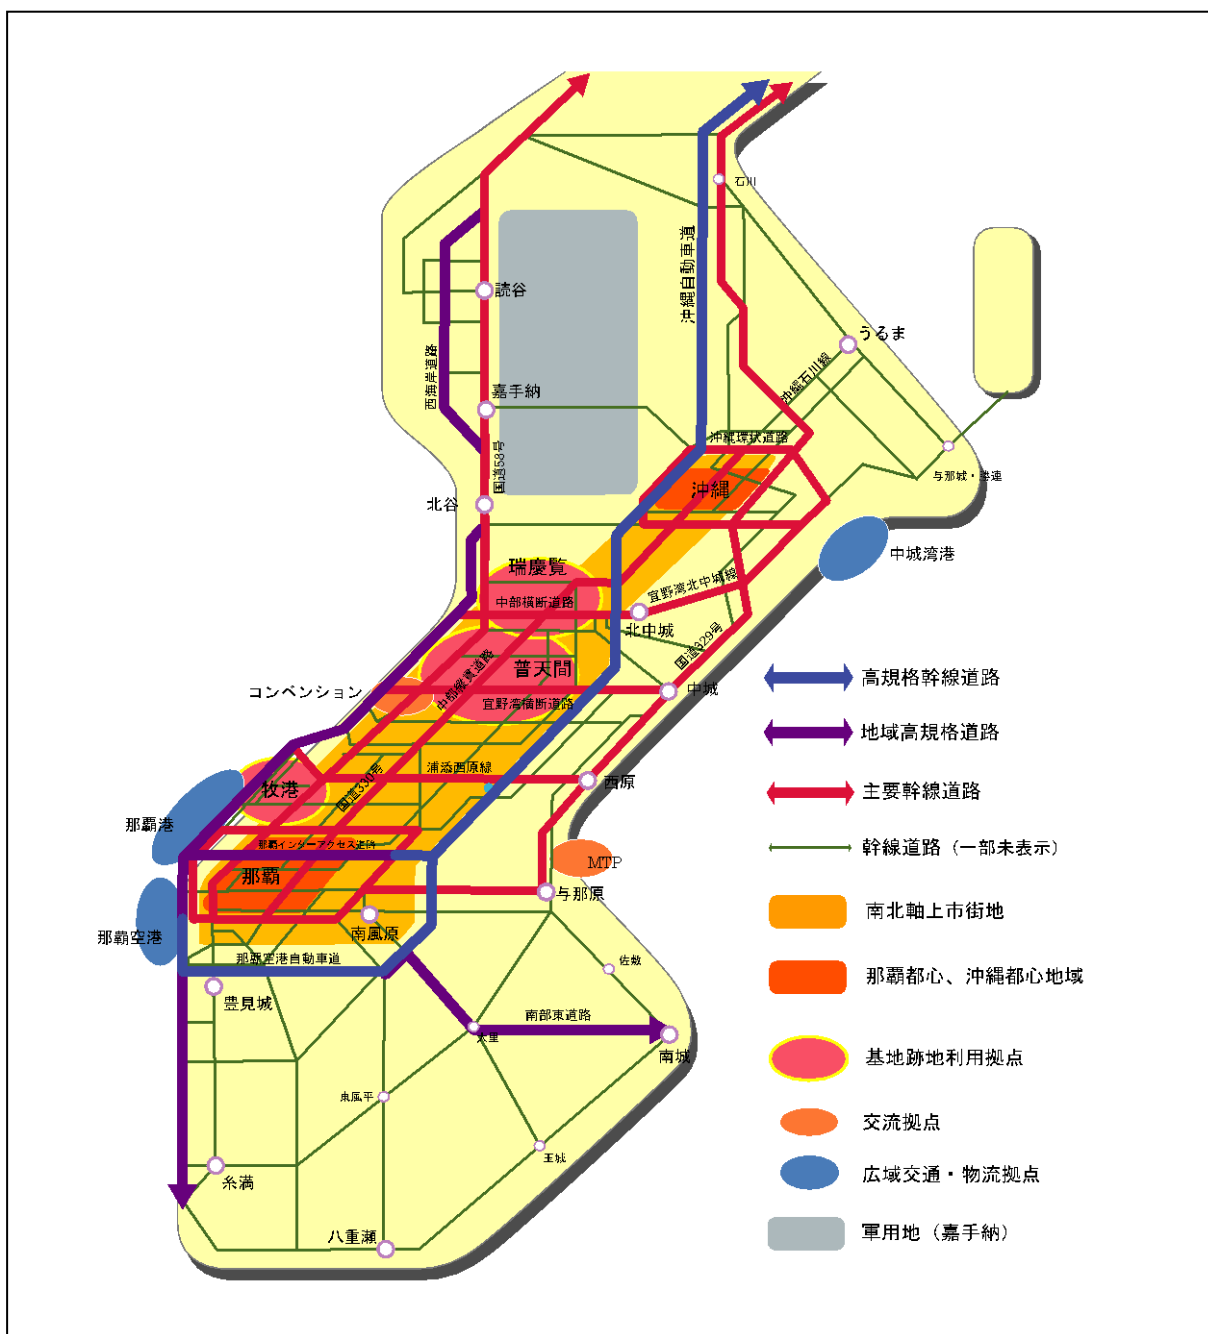 石川
沖縄自動車道
読谷
うるま
西海岸道路
沖縄石川線
嘉手納
国道58号
沖縄環状道路
与那城・勝連
沖縄
北谷
中城湾港
瑞慶覧
宜野湾北中城線
中部横断道路
北中城
国道329号
普天間
中部縦貫道路
コンベンション
中城
宜野湾横断道路
浦添西原線
西原
牧港
国道330号
那覇港
那覇インターアクセス道路
MTP
那覇
与那原
南風原
那覇空港
那覇空港自動車道
佐敷
豊見城
南部東道路
大里
南城
東風平
玉城
糸満
八重瀬
高規格幹線道路
地域高規格道路
主要幹線道路
幹線道路（一部未表示）
南北軸上市街地
那覇都心、沖縄都心地域
基地跡地利用拠点
交流拠点
広域交通・物流拠点
軍用地（嘉手納）